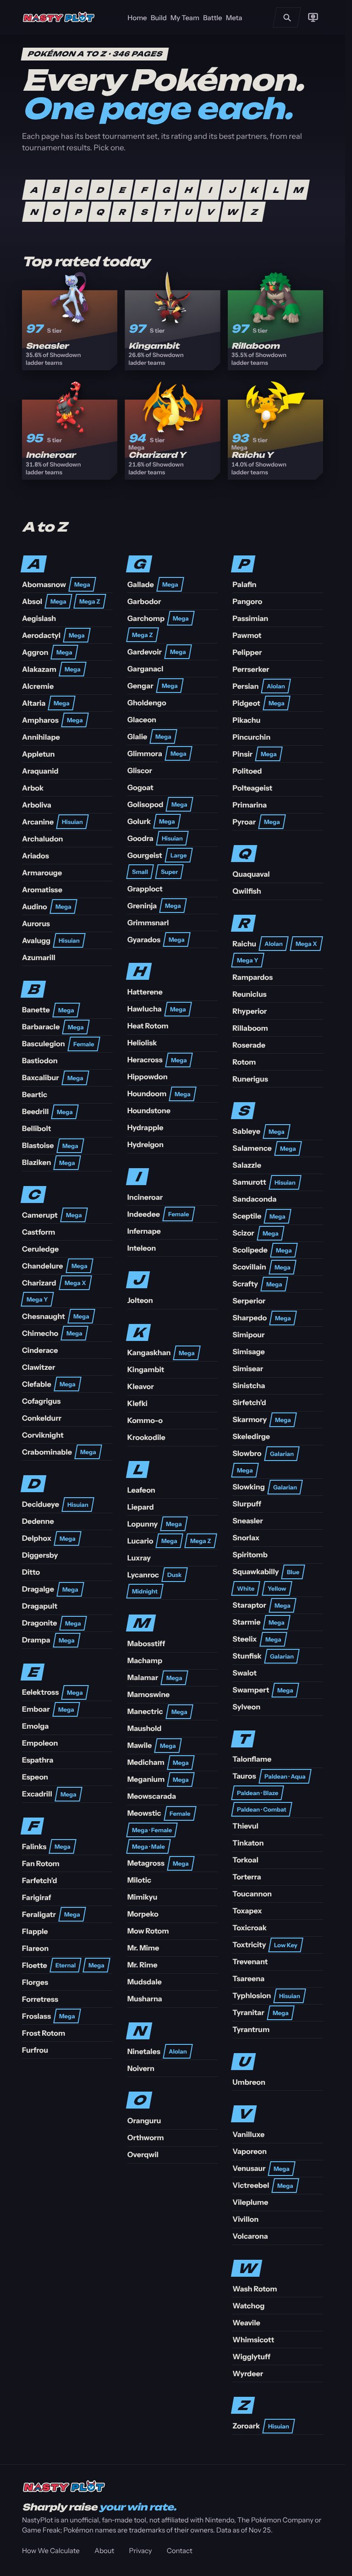 NASTY PLOT
Home Build My Team Battle Meta
POKÉMON A TO Z • 346 PAGES
Every Pokémon.
One page each.
Each page has its best tournament set, its rating and its best partners, from real
tournament results. Pick one.
A B C D E F G H I J K L M
N O P Q R S T U V W Z
Top rated today
97 S tier
Sneasler
35.6% of Showdown
ladder teams
97 S tier
Kingambit
26.6% of Showdown
ladder teams
97 S tier
Rillaboom
35.5% of Showdown
ladder teams
95 S tier
Incineroar
31.8% of Showdown
ladder teams
94 S tier
Mega
Charizard Y
21.6% of Showdown
ladder teams
93 S tier
Mega
Raichu Y
14.0% of Showdown
ladder teams
A to Z
A
Abomasnow Mega
Absol Mega Mega Z
Aegislash
Aerodactyl Mega
Aggron Mega
Alakazam Mega
Alcremie
Altaria Mega
Ampharos Mega
Annihilape
Appletun
Araquanid
Arbok
Arboliva
Arcanine Hisuian
Archaludon
Ariados
Armarouge
Aromatisse
Audino Mega
Aurorus
Avalugg Hisuian
Azumarill
B
Banette Mega
Barbaracle Mega
Basculegion Female
Bastiodon
Baxcalibur Mega
Beartic
Beedrill Mega
Bellibolt
Blastoise Mega
Blaziken Mega
C
Camerupt Mega
Castform
Ceruledge
Chandelure Mega
Charizard Mega X
Mega Y
Chesnaught Mega
Chimecho Mega
Cinderace
Clawitzer
Clefable Mega
Cofagrigus
Conkeldurr
Corviknight
Crabominable Mega
D
Decidueye Hisuian
Dedenne
Delphox Mega
Diggersby
Ditto
Dragalge Mega
Dragapult
Dragonite Mega
Drampa Mega
E
Eelektross Mega
Emboar Mega
Emolga
Empoleon
Espathra
Espeon
Excadrill Mega
F
Falinks Mega
Fan Rotom
Farfetch'd
Farigiraf
Feraligatr Mega
Flapple
Flareon
Floette Eternal Mega
Florges
Forretress
Froslass Mega
Frost Rotom
Furfrou
G
Gallade Mega
Garbodor
Garchomp Mega
Mega Z
Gardevoir Mega
Garganacl
Gengar Mega
Gholdengo
Glaceon
Glalie Mega
Glimmora Mega
Gliscor
Gogoat
Golisopod Mega
Golurk Mega
Goodra Hisuian
Gourgeist Large
Small Super
Grapploct
Greninja Mega
Grimmsnarl
Gyarados Mega
H
Hatterene
Hawlucha Mega
Heat Rotom
Heliolisk
Heracross Mega
Hippowdon
Houndoom Mega
Houndstone
Hydrapple
Hydreigon
I
Incineroar
Indeedee Female
Infernape
Inteleon
J
Jolteon
K
Kangaskhan Mega
Kingambit
Kleavor
Klefki
Kommo-o
Krookodile
L
Leafeon
Liepard
Lopunny Mega
Lucario Mega Mega Z
Luxray
Lycanroc Dusk
Midnight
M
Mabosstiff
Machamp
Malamar Mega
Mamoswine
Manectric Mega
Maushold
Mawile Mega
Medicham Mega
Meganium Mega
Meowscarada
Meowstic Female
Mega · Female
Mega · Male
Metagross Mega
Milotic
Mimikyu
Morpeko
Mow Rotom
Mr. Mime
Mr. Rime
Mudsdale
Musharna
N
Ninetales Alolan
Noivern
O
Oranguru
Orthworm
Overqwil
P
Palafin
Pangoro
Passimian
Pawmot
Pelipper
Perrserker
Persian Alolan
Pidgeot Mega
Pikachu
Pincurchin
Pinsir Mega
Politoed
Polteageist
Primarina
Pyroar Mega
Q
Quaquaval
Qwilfish
R
Raichu Alolan Mega X
Mega Y
Rampardos
Reuniclus
Rhyperior
Rillaboom
Roserade
Rotom
Runerigus
S
Sableye Mega
Salamence Mega
Salazzle
Samurott Hisuian
Sandaconda
Sceptile Mega
Scizor Mega
Scolipede Mega
Scovillain Mega
Scrafty Mega
Serperior
Sharpedo Mega
Simipour
Simisage
Simisear
Sinistcha
Sirfetch'd
Skarmory Mega
Skeledirge
Slowbro Galarian
Mega
Slowking Galarian
Slurpuff
Sneasler
Snorlax
Spiritomb
Squawkabilly Blue
White Yellow
Staraptor Mega
Starmie Mega
Steelix Mega
Stunfisk Galarian
Swalot
Swampert Mega
Sylveon
T
Talonflame
Tauros Paldean · Aqua
Paldean · Blaze
Paldean · Combat
Thievul
Tinkaton
Torkoal
Torterra
Toucannon
Toxapex
Toxicroak
Toxtricity Low Key
Trevenant
Tsareena
Typhlosion Hisuian
Tyranitar Mega
Tyrantrum
U
Umbreon
V
Vanilluxe
Vaporeon
Venusaur Mega
Victreebel Mega
Vileplume
Vivillon
Volcarona
W
Wash Rotom
Watchog
Weavile
Whimsicott
Wigglytuff
Wyrdeer
Z
Zoroark Hisuian
NASTY PLOT
Sharply raise your win rate.
NastyPlot is an unofficial, fan-made tool, not affiliated with Nintendo, The Pokémon Company or
Game Freak; Pokémon names are trademarks of their owners. Data as of Nov 25.
How We Calculate About Privacy Contact